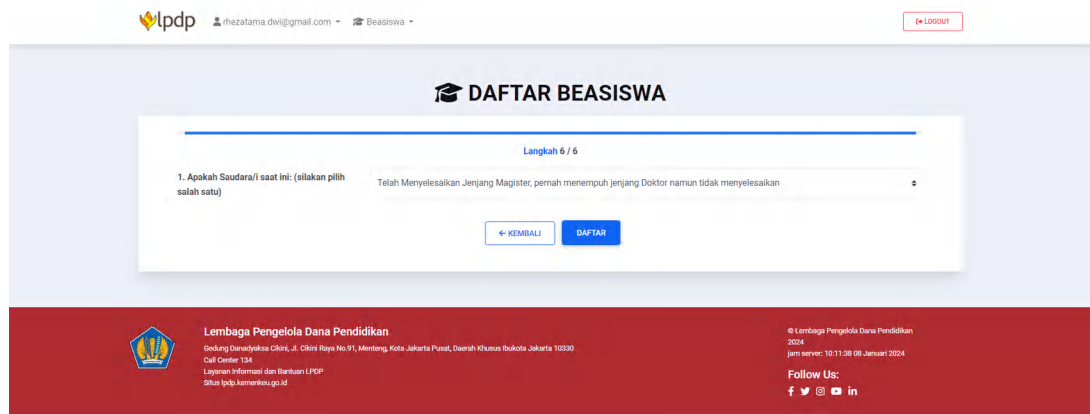 lpdp
rhezatama.dwi@gmail.com
Beasiswa
LOGOUT
DAFTAR BEASISWA
Langkah 6 / 6
1. Apakah Saudara/i saat ini: (silakan pilih
salah satu)
Telah Menyelesaikan Jenjang Magister, pernah menempuh jenjang Doktor namun tidak menyelesaikan
← KEMBALI
DAFTAR
Lembaga Pengelola Dana Pendidikan
Gedung Danadyaksa Cikini, Jl. Cikini Raya No.91, Menteng, Kota Jakarta Pusat, Daerah Khusus Ibukota Jakarta 10330
Call Center 134
Layanan Informasi dan Bantuan LPDP
Situs lpdp.kemenkeu.go.id
© Lembaga Pengelola Dana Pendidikan
2024
jam server: 10:11:38 08 Januari 2024
Follow Us: